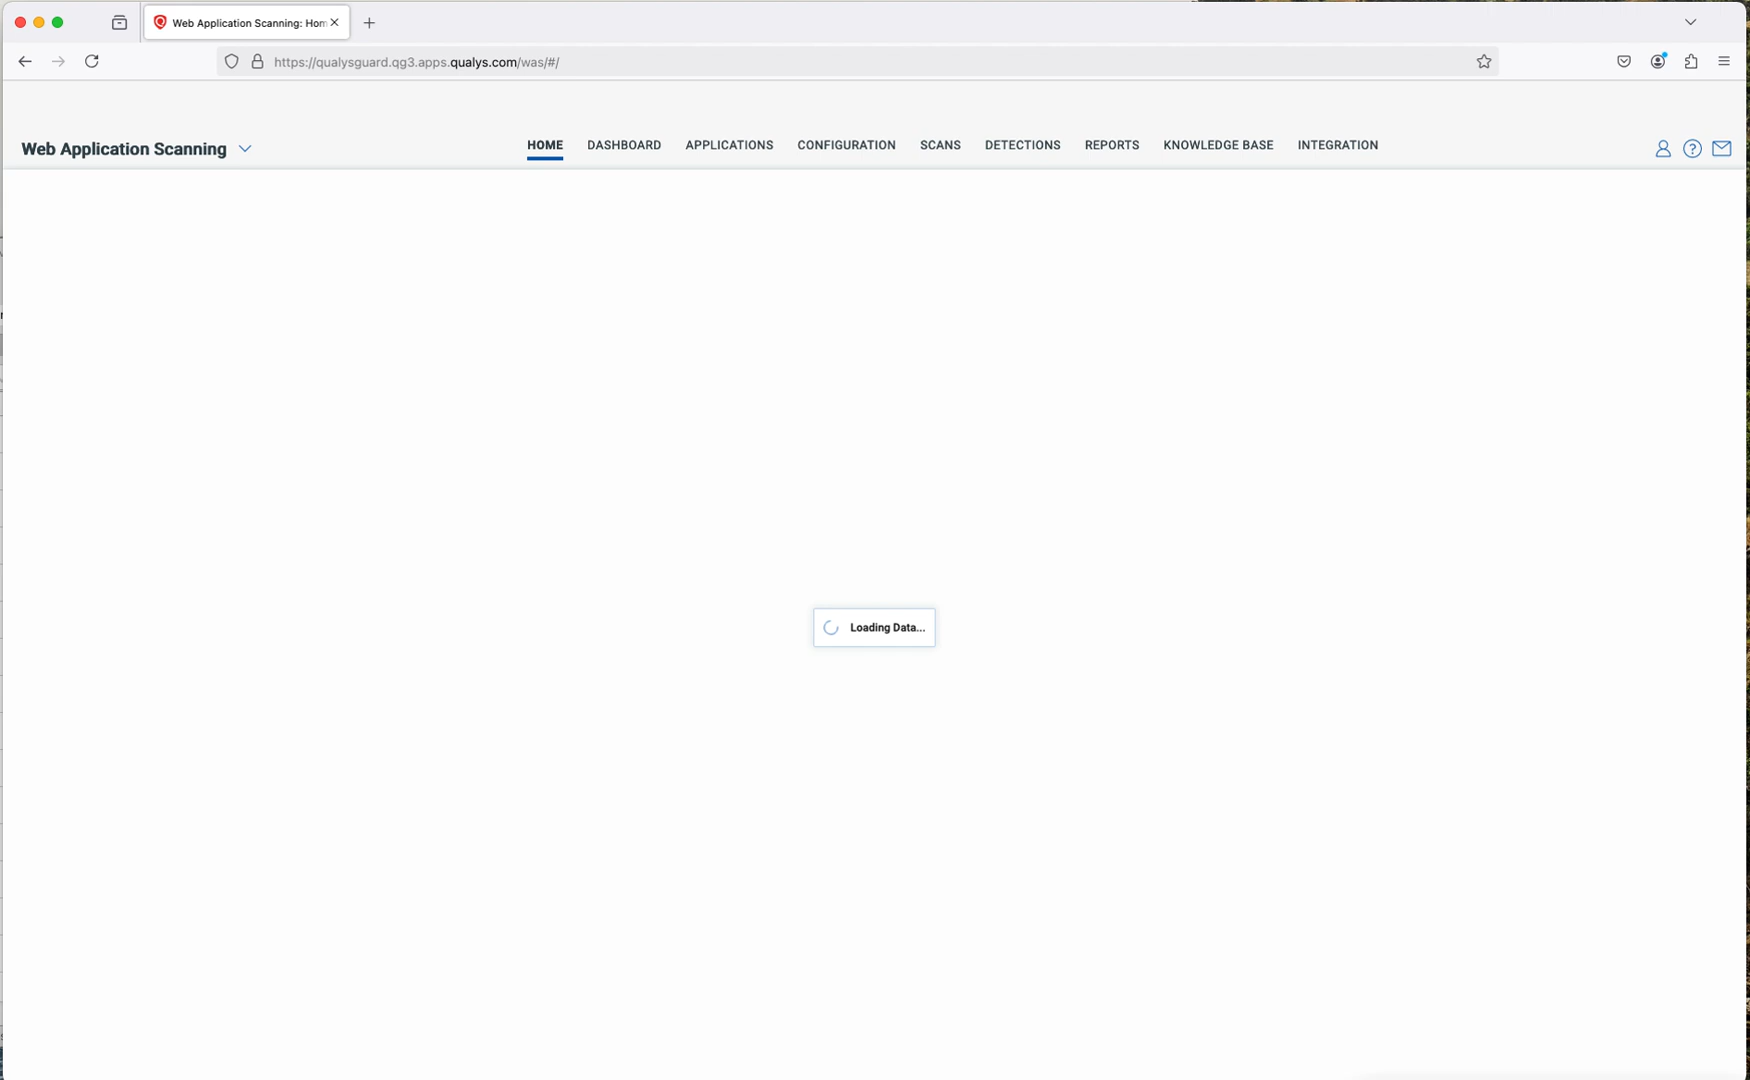 Web Application Scanning: Hom
https://qualysguard.qg3.apps.qualys.com/was/#/
Web Application Scanning
HOME DASHBOARD APPLICATIONS CONFIGURATION SCANS DETECTIONS REPORTS KNOWLEDGE BASE INTEGRATION
Loading Data...